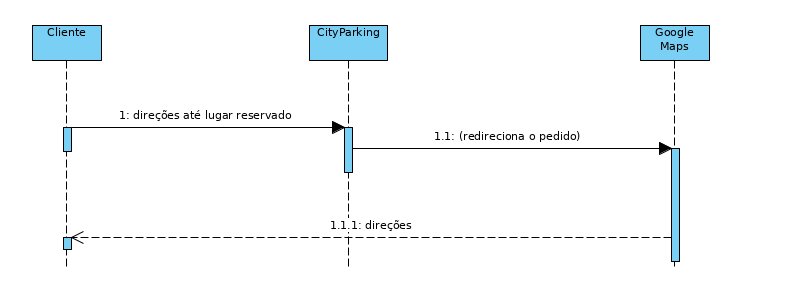 Cliente
CityParking
Google
Maps
1: direções até lugar reservado
1.1: (redireciona o pedido)
1.1.1: direções